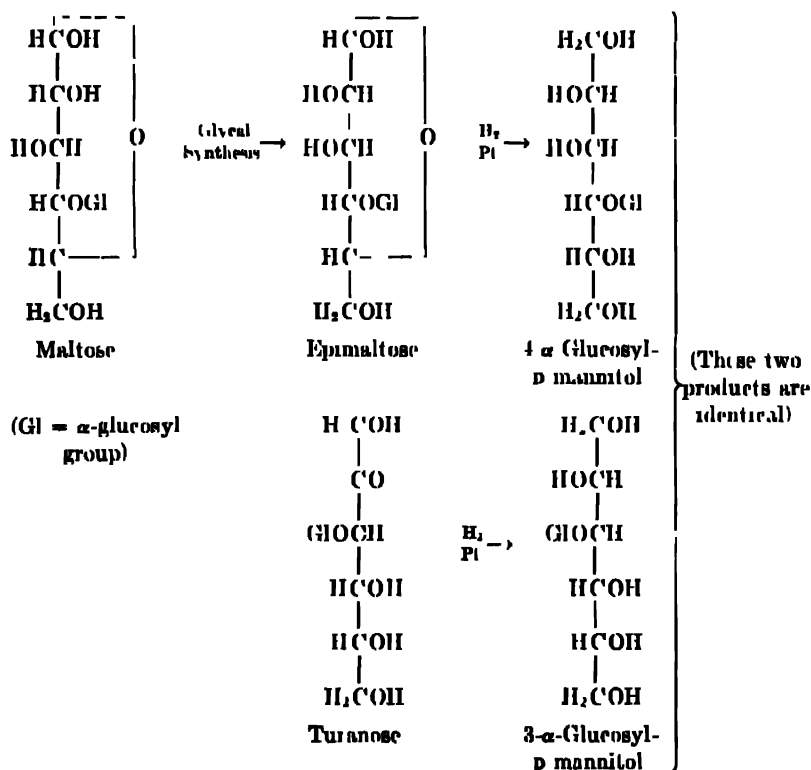 HCOH HCOH H₂COH
HCOH HOCH HOCH
HOCH O Glycal Synthesis → HOCH O H₂ Pt → HOCH
HCOGl HCOGl HCOGl
HC HC HCOH
H₂COH H₂COH H₂COH
Maltose Epimaltose 4 α Glucosyl-
D mannitol
(These two
products are
identical)
(Gl = α-glucosyl
group)
H COH H₂COH
CO HOCH
GlOCH H₂ Pt → GlOCH
HCOH HCOH
HCOH HCOH
H₂COH H₂COH
Turanose 3-α-Glucosyl-
D mannitol